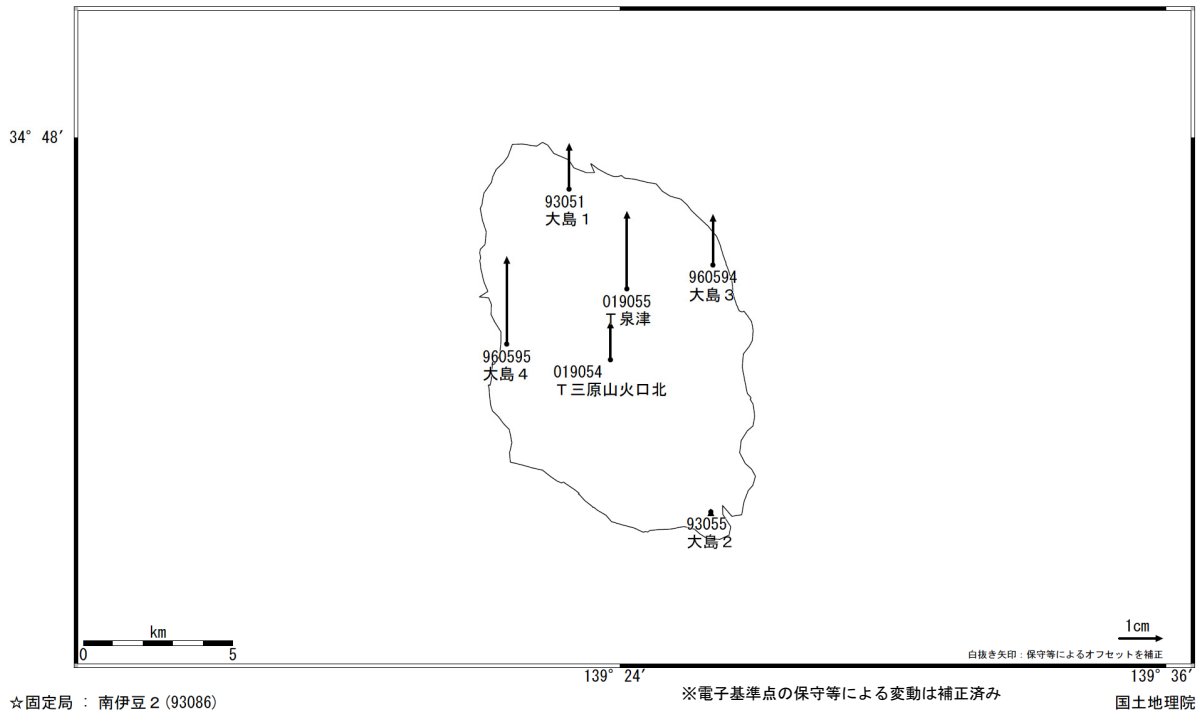 34° 48′
93051
大島１
960594
大島３
019055
Ｔ泉津
960595
大島４
019054
Ｔ三原山火口北
93055
大島２
km
0 5
1cm
白抜き矢印：保守等によるオフセットを補正
139° 24′
139° 36′
☆固定局 ： 南伊豆２(93086)
※電子基準点の保守等による変動は補正済み
国土地理院